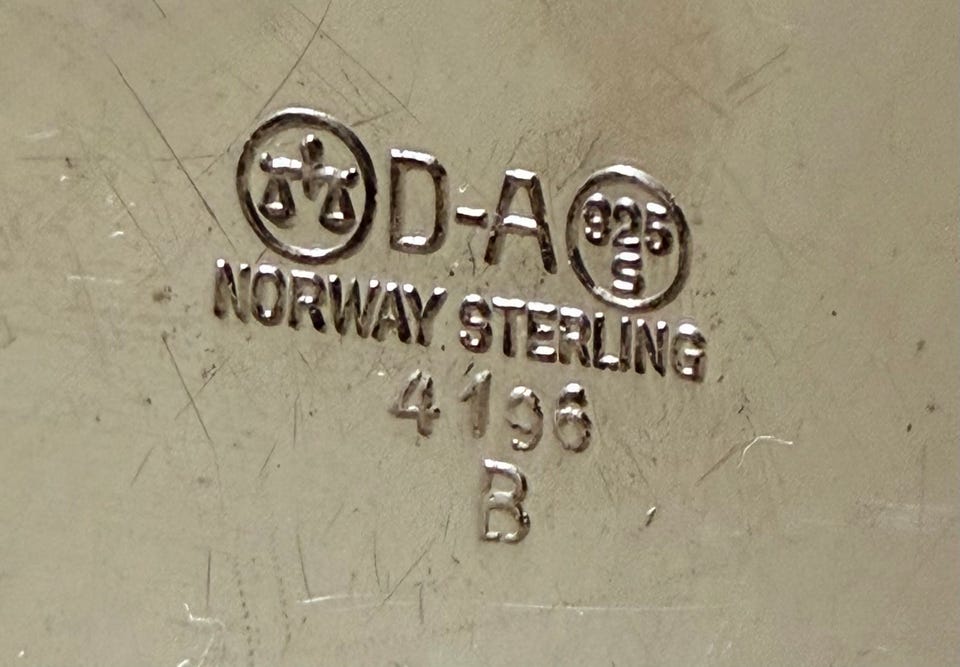 D-A 925 S
NORWAY STERLING
4196
B